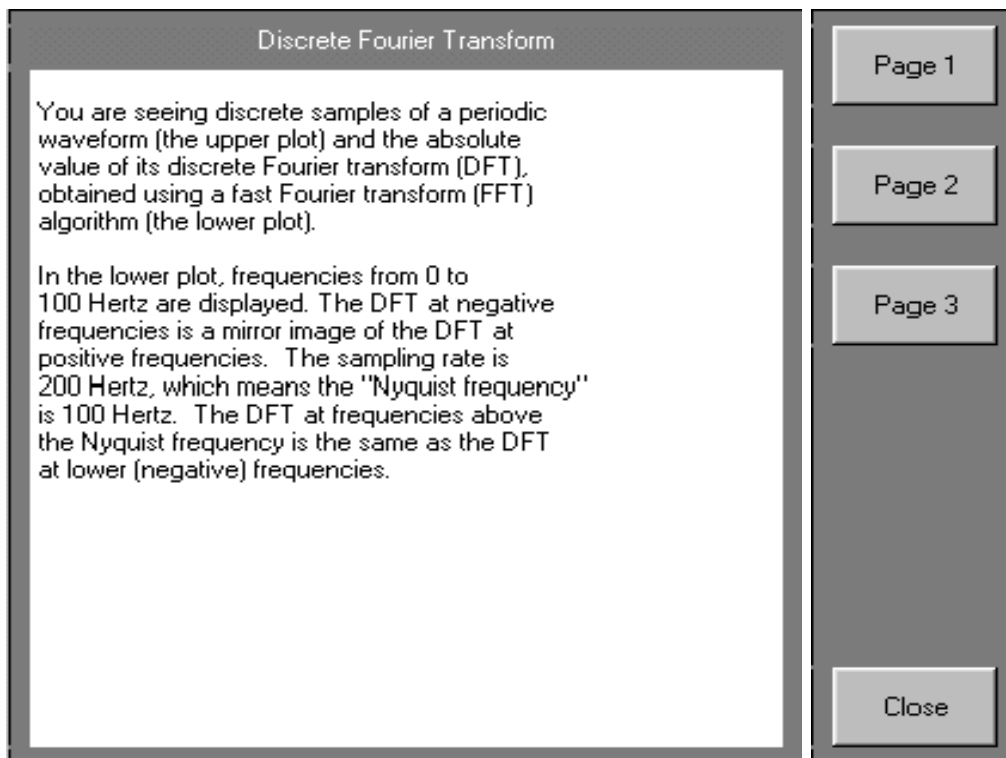 Discrete Fourier Transform
You are seeing discrete samples of a periodic
waveform (the upper plot) and the absolute
value of its discrete Fourier transform (DFT),
obtained using a fast Fourier transform (FFT)
algorithm (the lower plot).
In the lower plot, frequencies from 0 to
100 Hertz are displayed. The DFT at negative
frequencies is a mirror image of the DFT at
positive frequencies.  The sampling rate is
200 Hertz, which means the "Nyquist frequency"
is 100 Hertz.  The DFT at frequencies above
the Nyquist frequency is the same as the DFT
at lower (negative) frequencies.
Page 1
Page 2
Page 3
Close